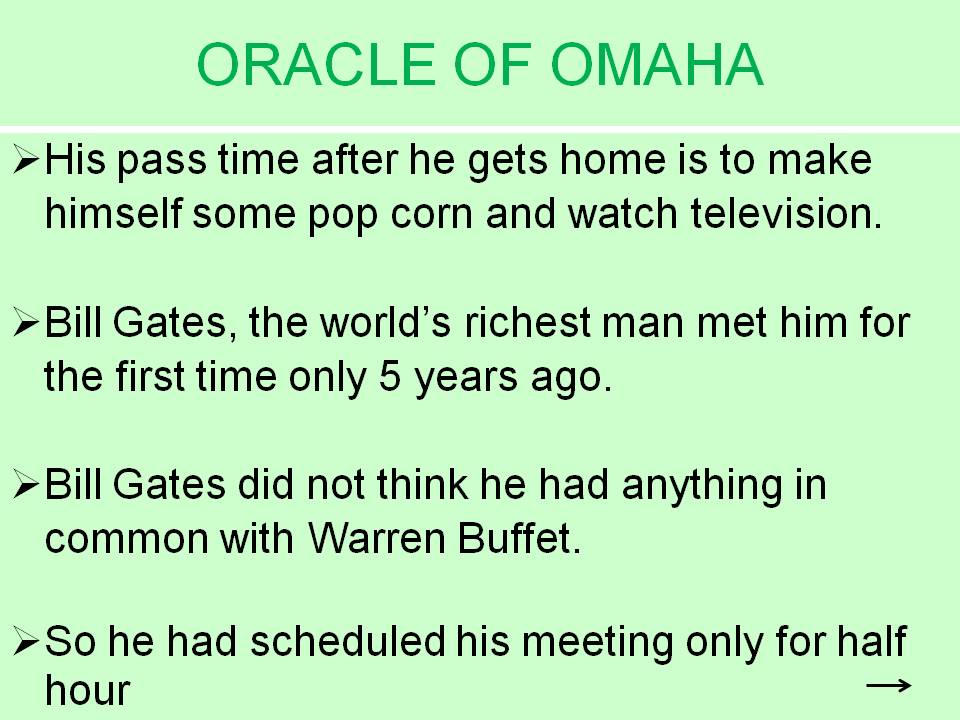 ORACLE OF OMAHA
➢His pass time after he gets home is to make
himself some pop corn and watch television.
➢Bill Gates, the world’s richest man met him for
the first time only 5 years ago.
➢Bill Gates did not think he had anything in
common with Warren Buffet.
➢So he had scheduled his meeting only for half
hour